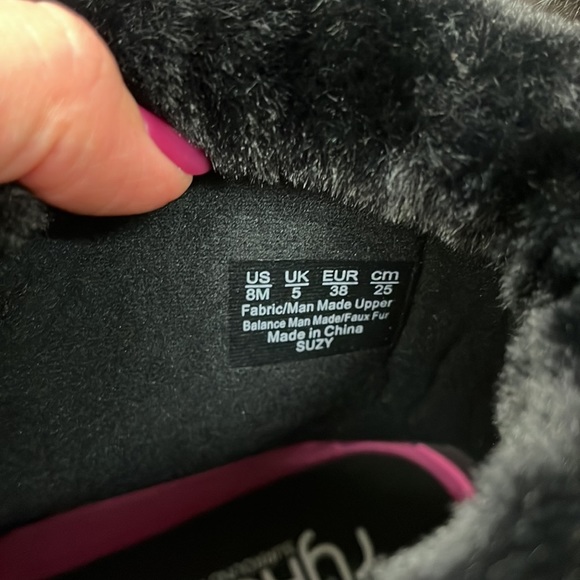 US UK EUR cm
8M 5 38 25
Fabric/Man Made Upper
Balance Man Made/Faux Fur
Made in China
SUZY